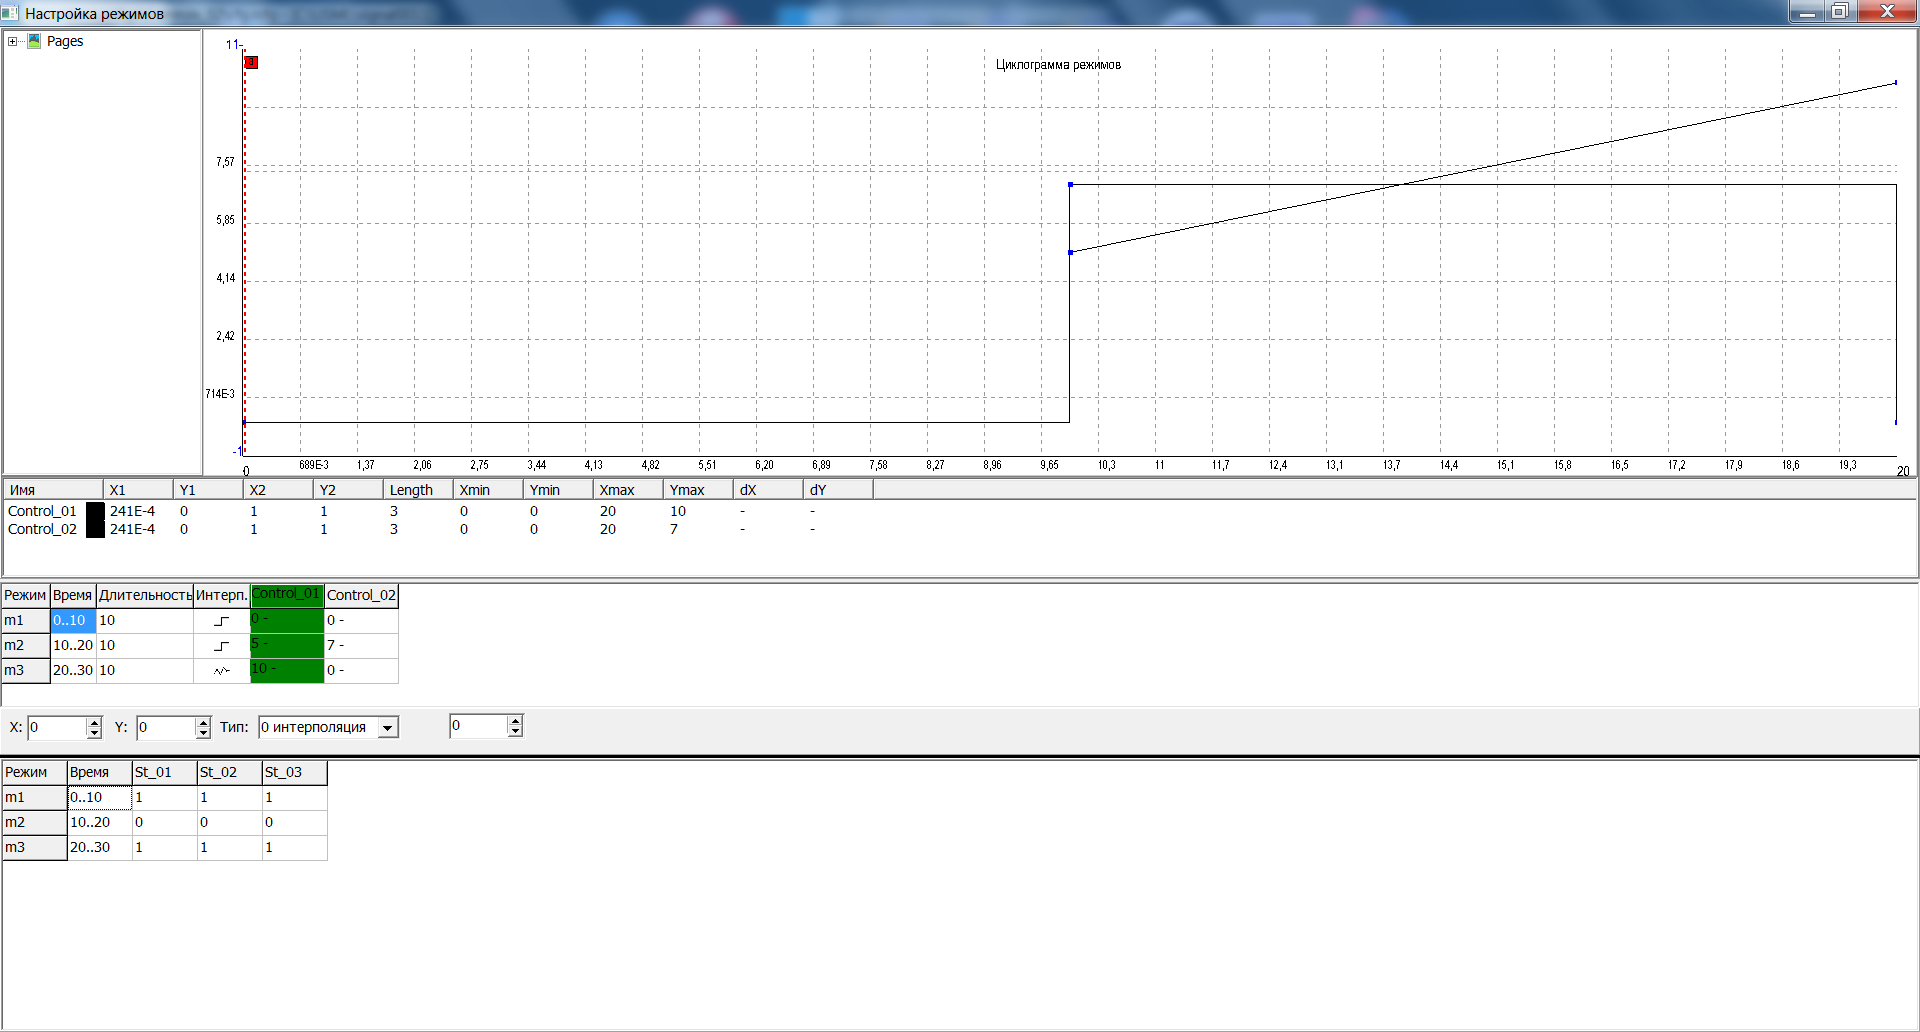 Настройка режимов
Pages
11
3
Циклограмма режимов
7,57
5,85
4,14
2,42
714E-3
-1
0 689E-3 1,37 2,06 2,75 3,44 4,13 4,82 5,51 6,20 6,89 7,58 8,27 8,96 9,65 10,3 11 11,7 12,4 13,1 13,7 14,4 15,1 15,8 16,5 17,2 17,9 18,6 19,3 20
Имя X1 Y1 X2 Y2 Length Xmin Ymin Xmax Ymax dX dY
Control_01 241E-4 0 1 1 3 0 0 20 10 - -
Control_02 241E-4 0 1 1 3 0 0 20 7 - -
Режим Время Длительность Интерп. Control_01 Control_02
m1 0..10 10 0 - 0 -
m2 10..20 10 5 - 7 -
m3 20..30 10 10 - 0 -
X: 0 Y: 0 Тип: 0 интерполяция 0
Режим Время St_01 St_02 St_03
m1 0..10 1 1 1
m2 10..20 0 0 0
m3 20..30 1 1 1